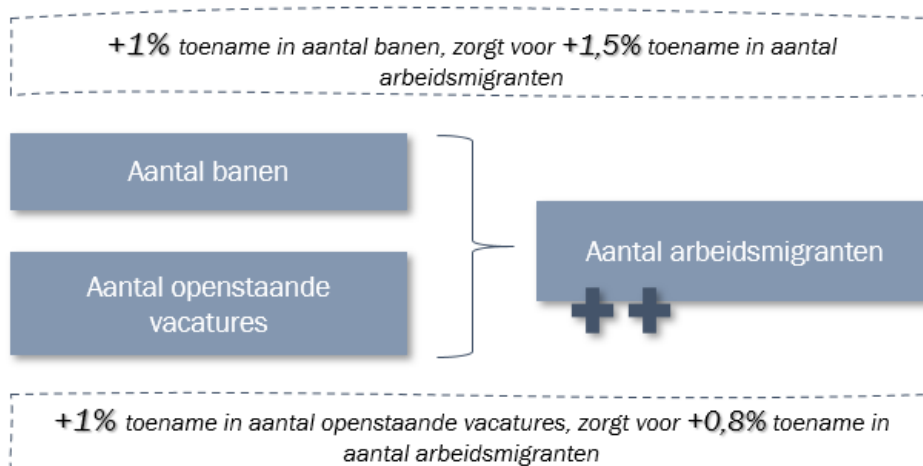 +1% toename in aantal banen, zorgt voor +1,5% toename in aantal
arbeidsmigranten
Aantal banen
Aantal openstaande
vacatures
Aantal arbeidsmigranten
+1% toename in aantal openstaande vacatures, zorgt voor +0,8% toename in
aantal arbeidsmigranten